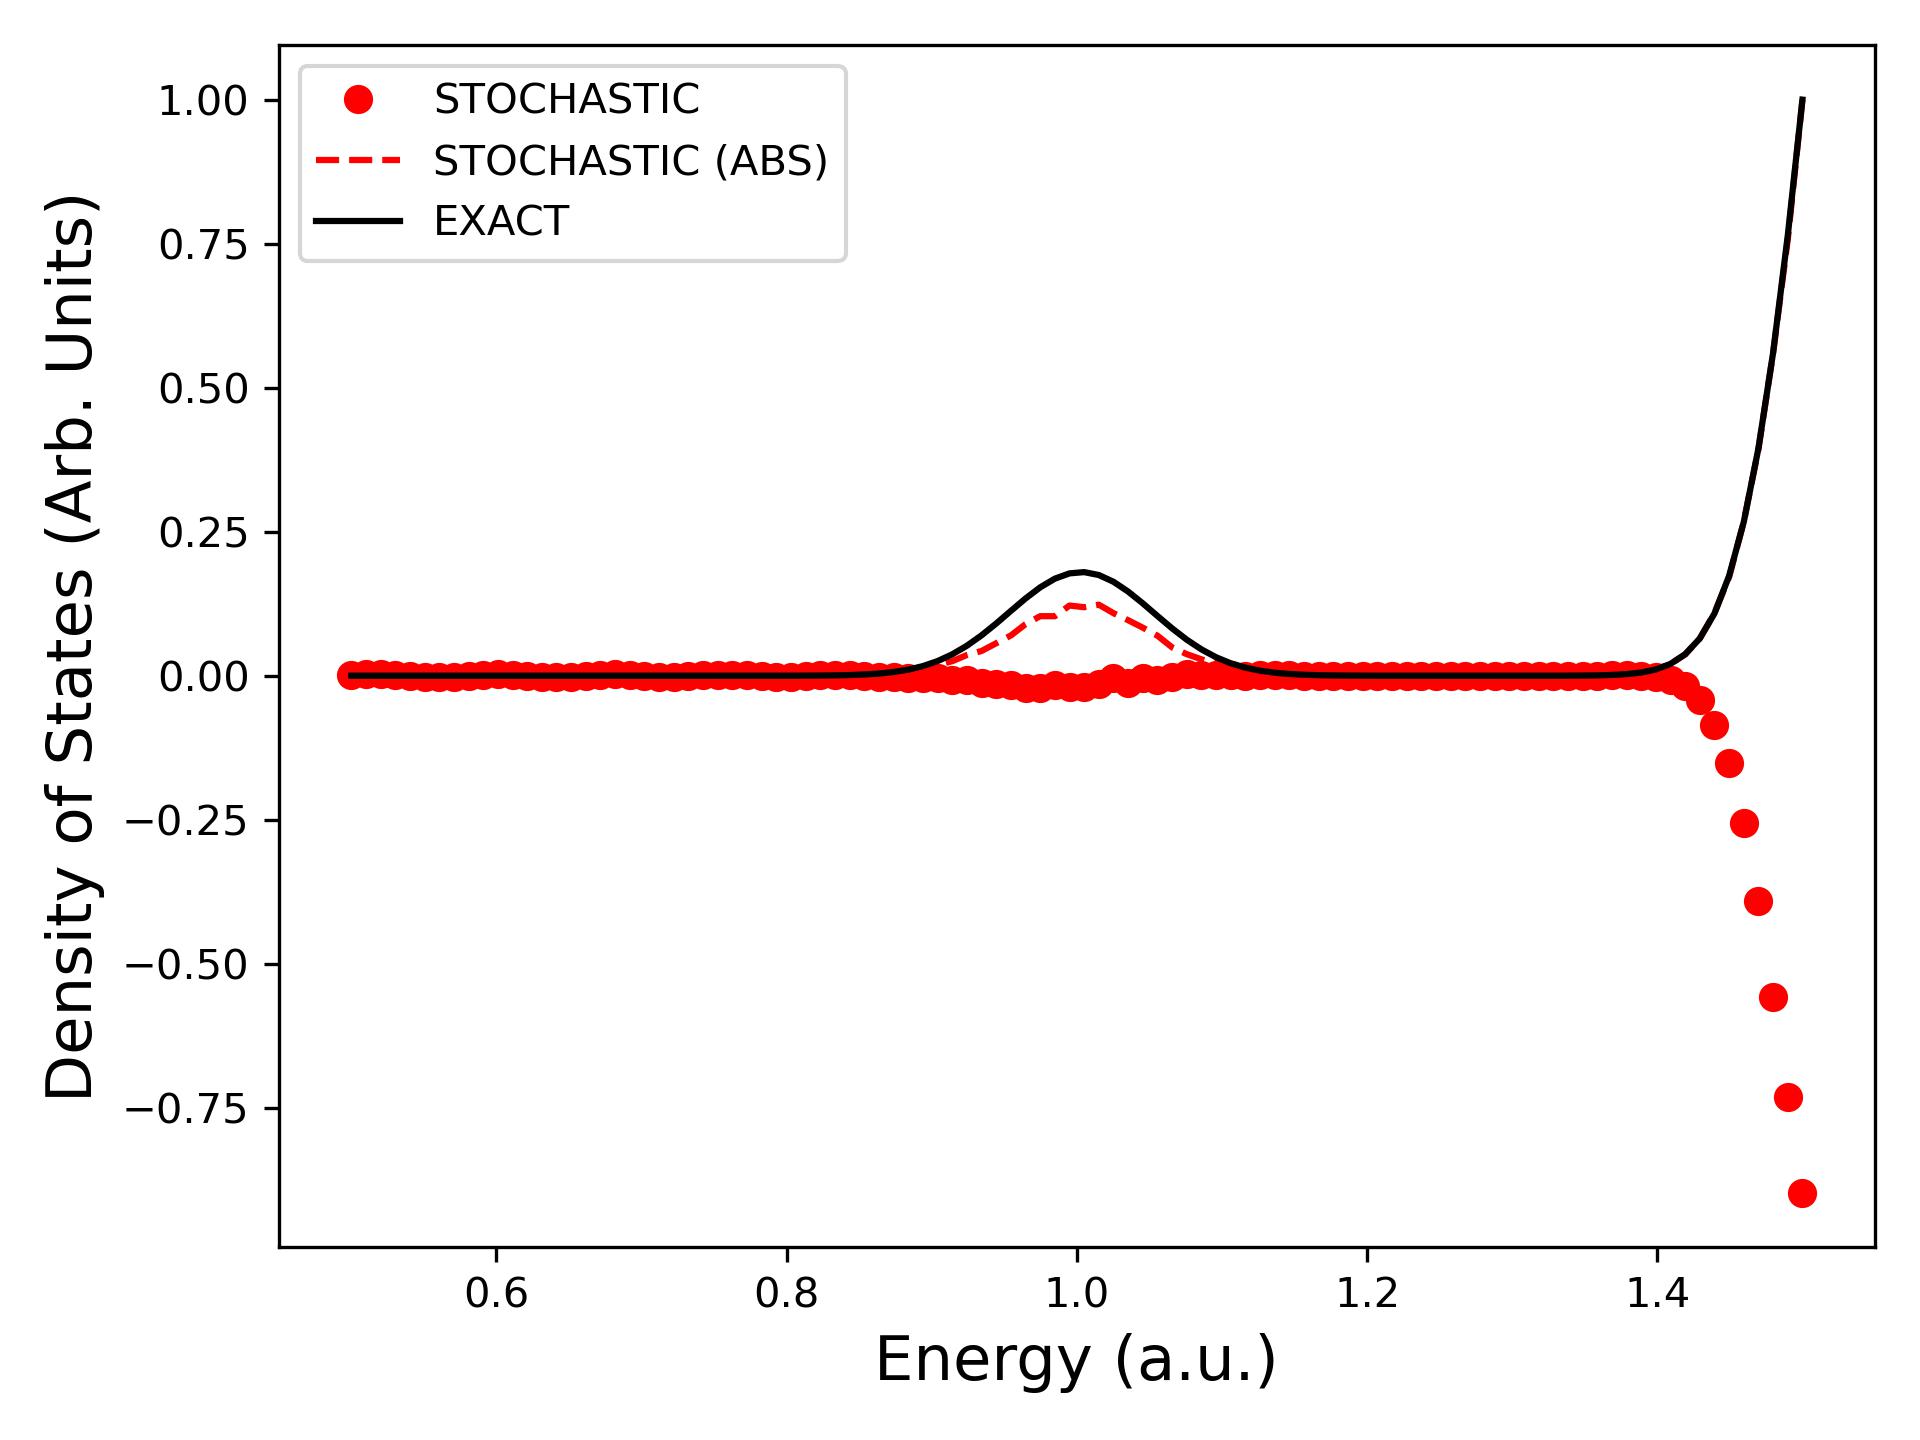 STOCHASTIC
STOCHASTIC (ABS)
EXACT
Density of States (Arb. Units)
1.00
0.75
0.50
0.25
0.00
−0.25
−0.50
−0.75
0.6 0.8 1.0 1.2 1.4
Energy (a.u.)